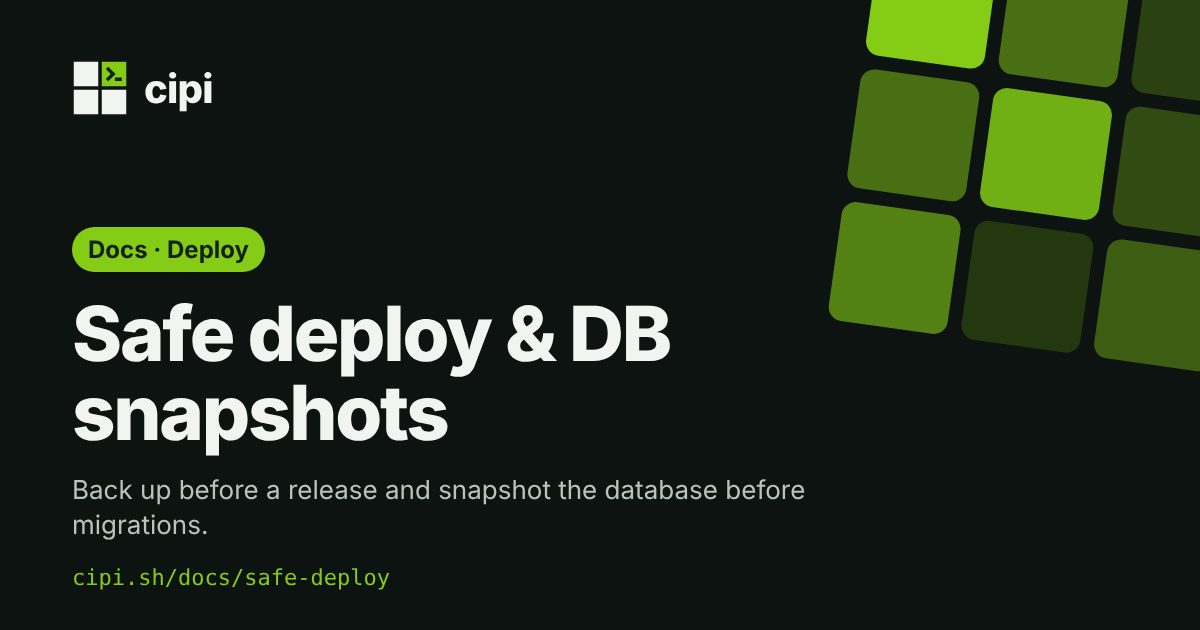 cipi
Docs · Deploy
Safe deploy & DB
snapshots
Back up before a release and snapshot the database before
migrations.
cipi.sh/docs/safe-deploy